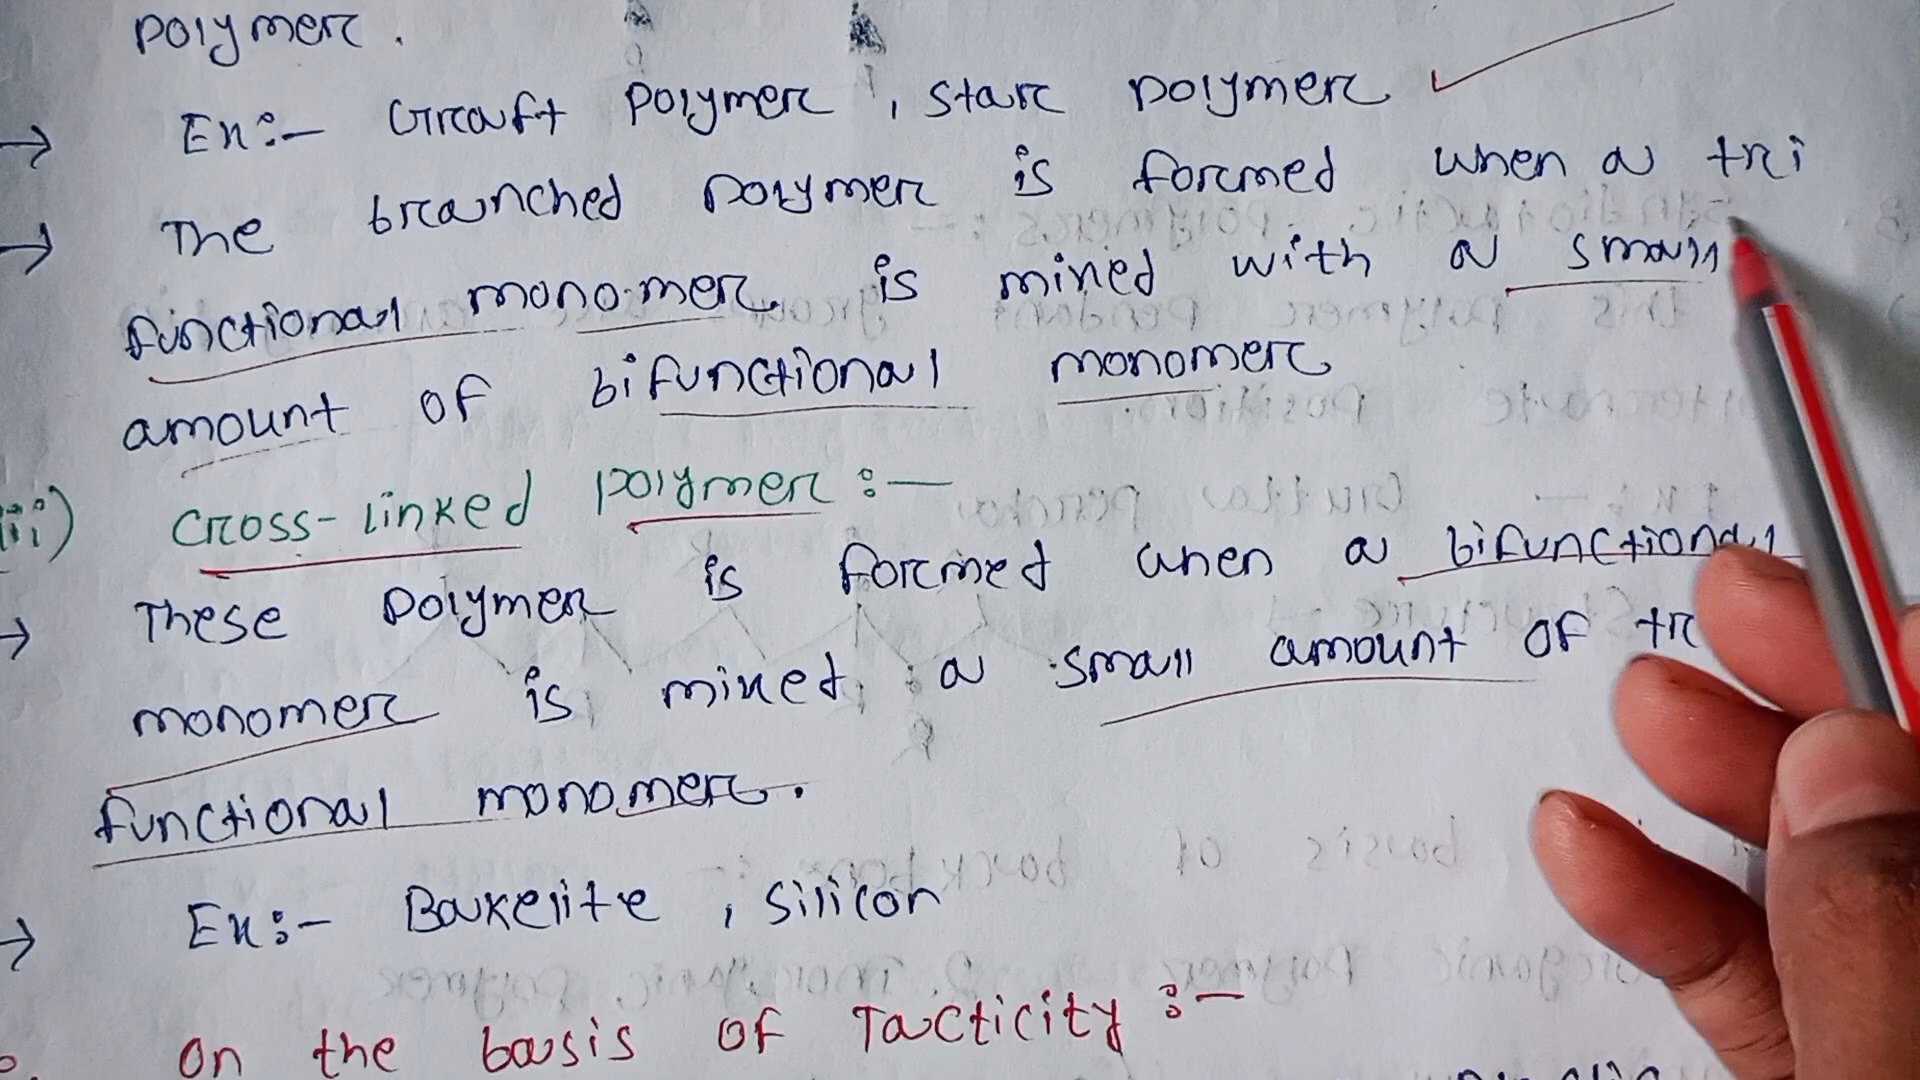 polymer.
→ Ex:- Graft polymer, star polymer
→ The branched polymer is formed when a tri
functional monomer is mixed with a small
amount of bifunctional monomer
iii) Cross-linked polymer :-
→ These polymer is formed when a bifunctional
monomer is mixed a small amount of tr
functional monomer.
→ Ex:- Bakelite, silicon
on the basis of Tacticity :-